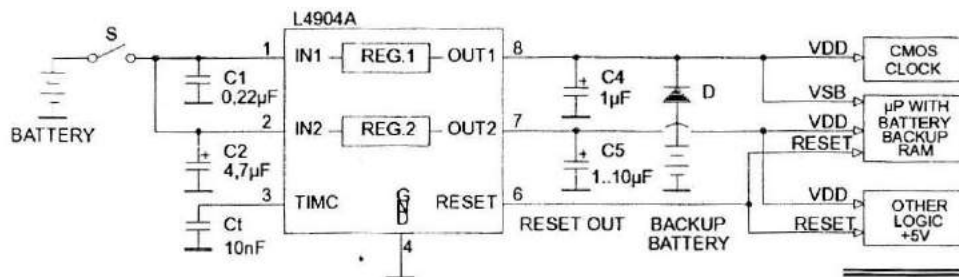 L4904A
S
BATTERY
C1
0,22µF
C2
4,7µF
Ct
10nF
1
2
3
4
IN1
REG.1
OUT1
IN2
REG.2
OUT2
TIMC
GND
RESET
8
7
6
C4
1µF
C5
1..10µF
D
RESET OUT
BACKUP
BATTERY
VDD
CMOS
CLOCK
VSB
VDD
RESET
µP WITH
BATTERY
BACKUP
RAM
VDD
RESET
OTHER
LOGIC
+5V